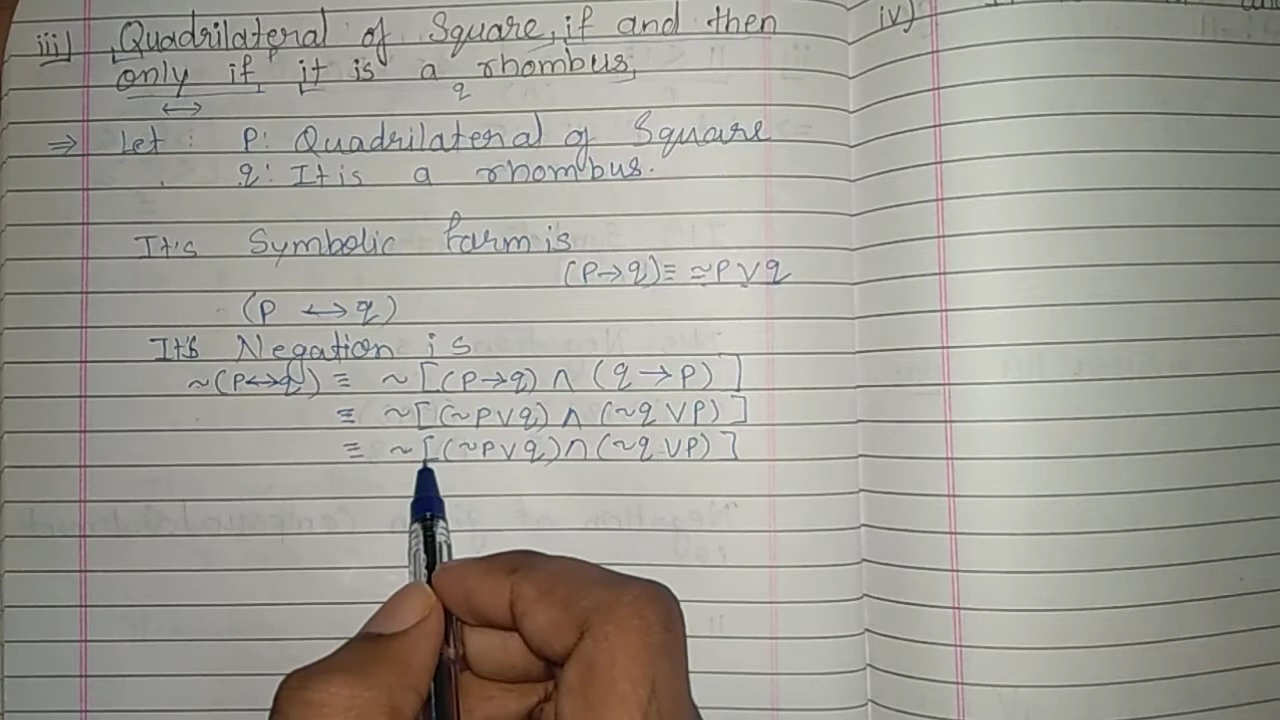 iii) Quadrilateral of Square, if and then
only if it is a rhombus,
↔ q
⇒ Let : P: Quadrilateral of Square
q: It is a rhombus.
It's Symbolic form is
(P→q)≡ ~P∨q
(P ↔ q)
It's Negation is
~(P↔q) ≡ ~[(P→q) ∧ (q→P)]
≡ ~[(~P∨q) ∧ (~q∨P)]
≡ ~[(~P∨q)∧(~q∨P)]
iv)